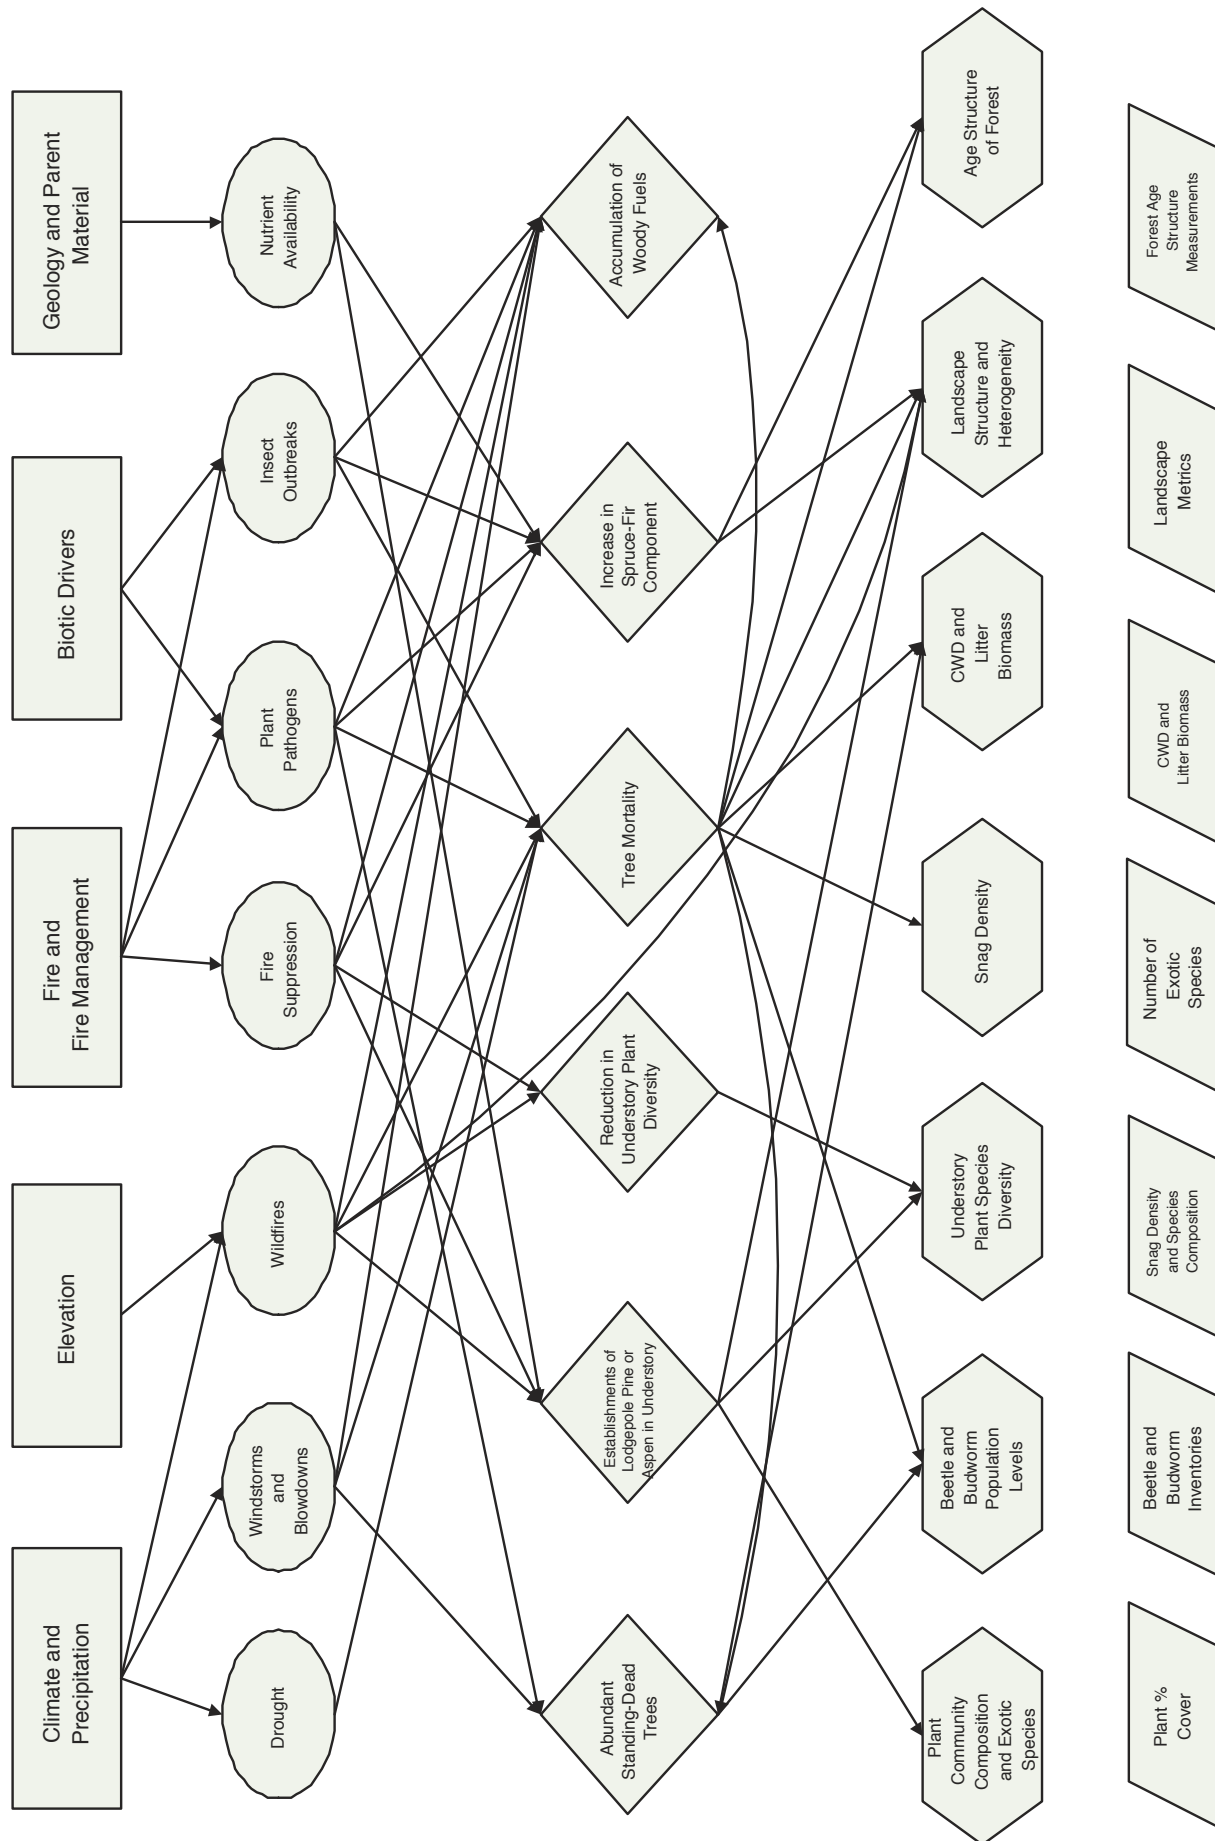 Climate and
Precipitation
Elevation
Fire and
Fire Management
Biotic Drivers
Geology and Parent
Material
Drought
Windstorms
and
Blowdowns
Wildfires
Fire
Suppression
Plant
Pathogens
Insect
Outbreaks
Nutrient
Availability
Abundant
Standing-Dead
Trees
Establishments of
Lodgepole Pine or
Aspen in Understory
Reduction in
Understory Plant
Diversity
Tree Mortality
Increase in
Spruce-Fir
Component
Accumulation of
Woody Fuels
Plant
Community
Composition
and Exotic
Species
Beetle and
Budworm
Population
Levels
Understory
Plant Species
Diversity
Snag Density
CWD and
Litter
Biomass
Landscape
Structure and
Heterogeneity
Age Structure
of Forest
Plant %
Cover
Beetle and
Budworm
Inventories
Snag Density
and Species
Composition
Number of
Exotic
Species
CWD and
Litter Biomass
Landscape
Metrics
Forest Age
Structure
Measurements